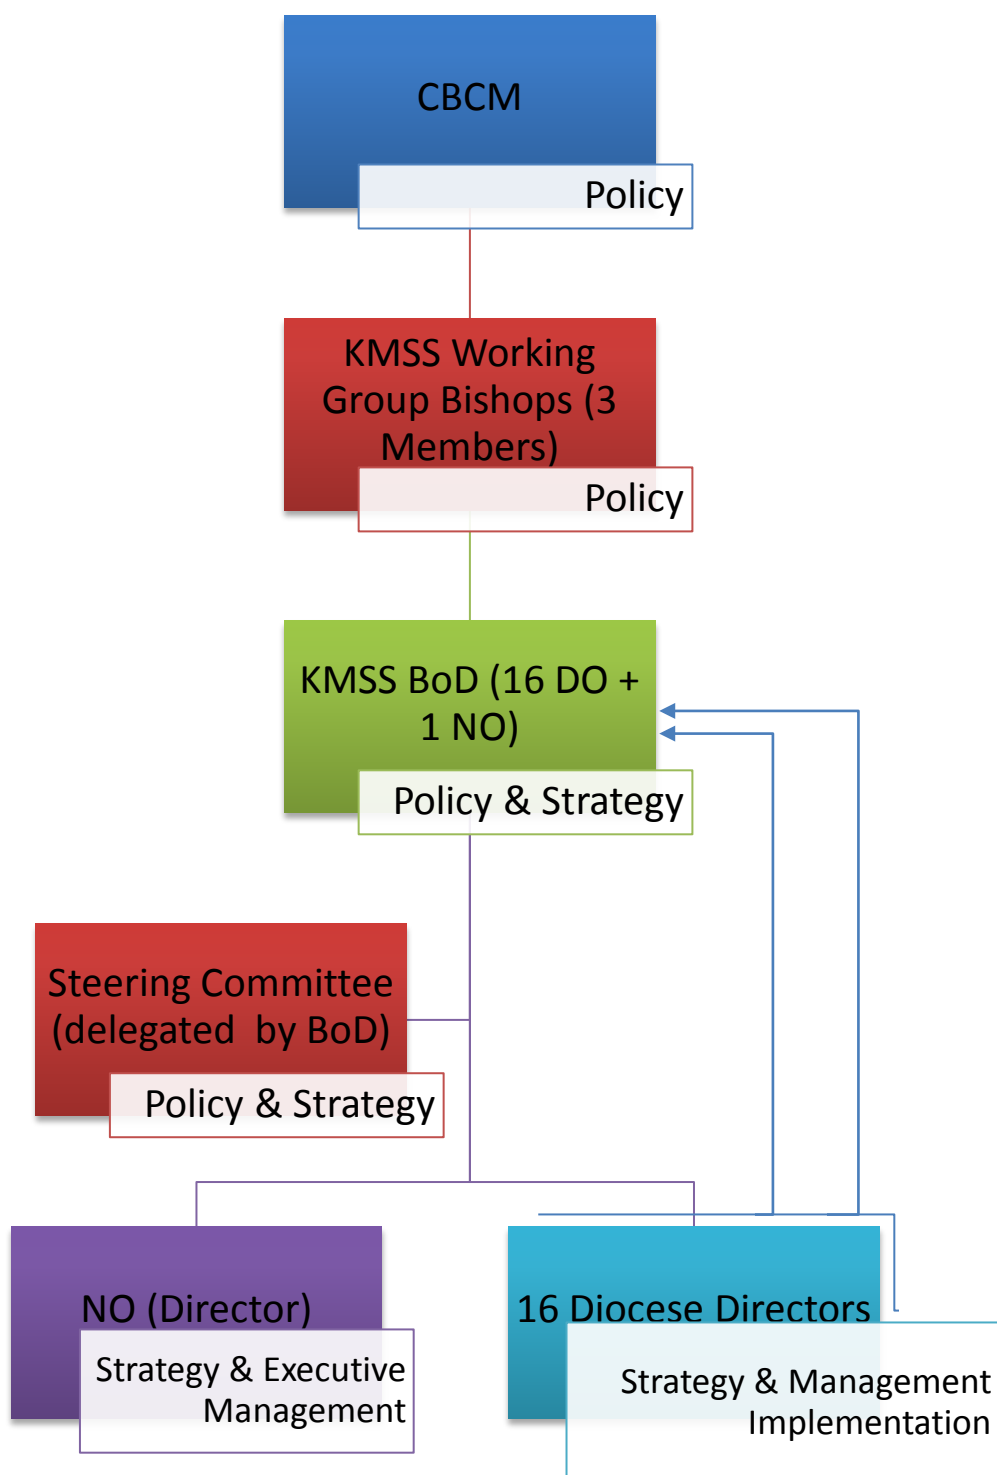 CBCM
Policy
KMSS Working
Group Bishops (3
Members)
Policy
KMSS BoD (16 DO +
1 NO)
Policy & Strategy
Steering Committee
(delegated by BoD)
Policy & Strategy
NO (Director)
Strategy & Executive
Management
16 Diocese Directors
Strategy & Management
Implementation